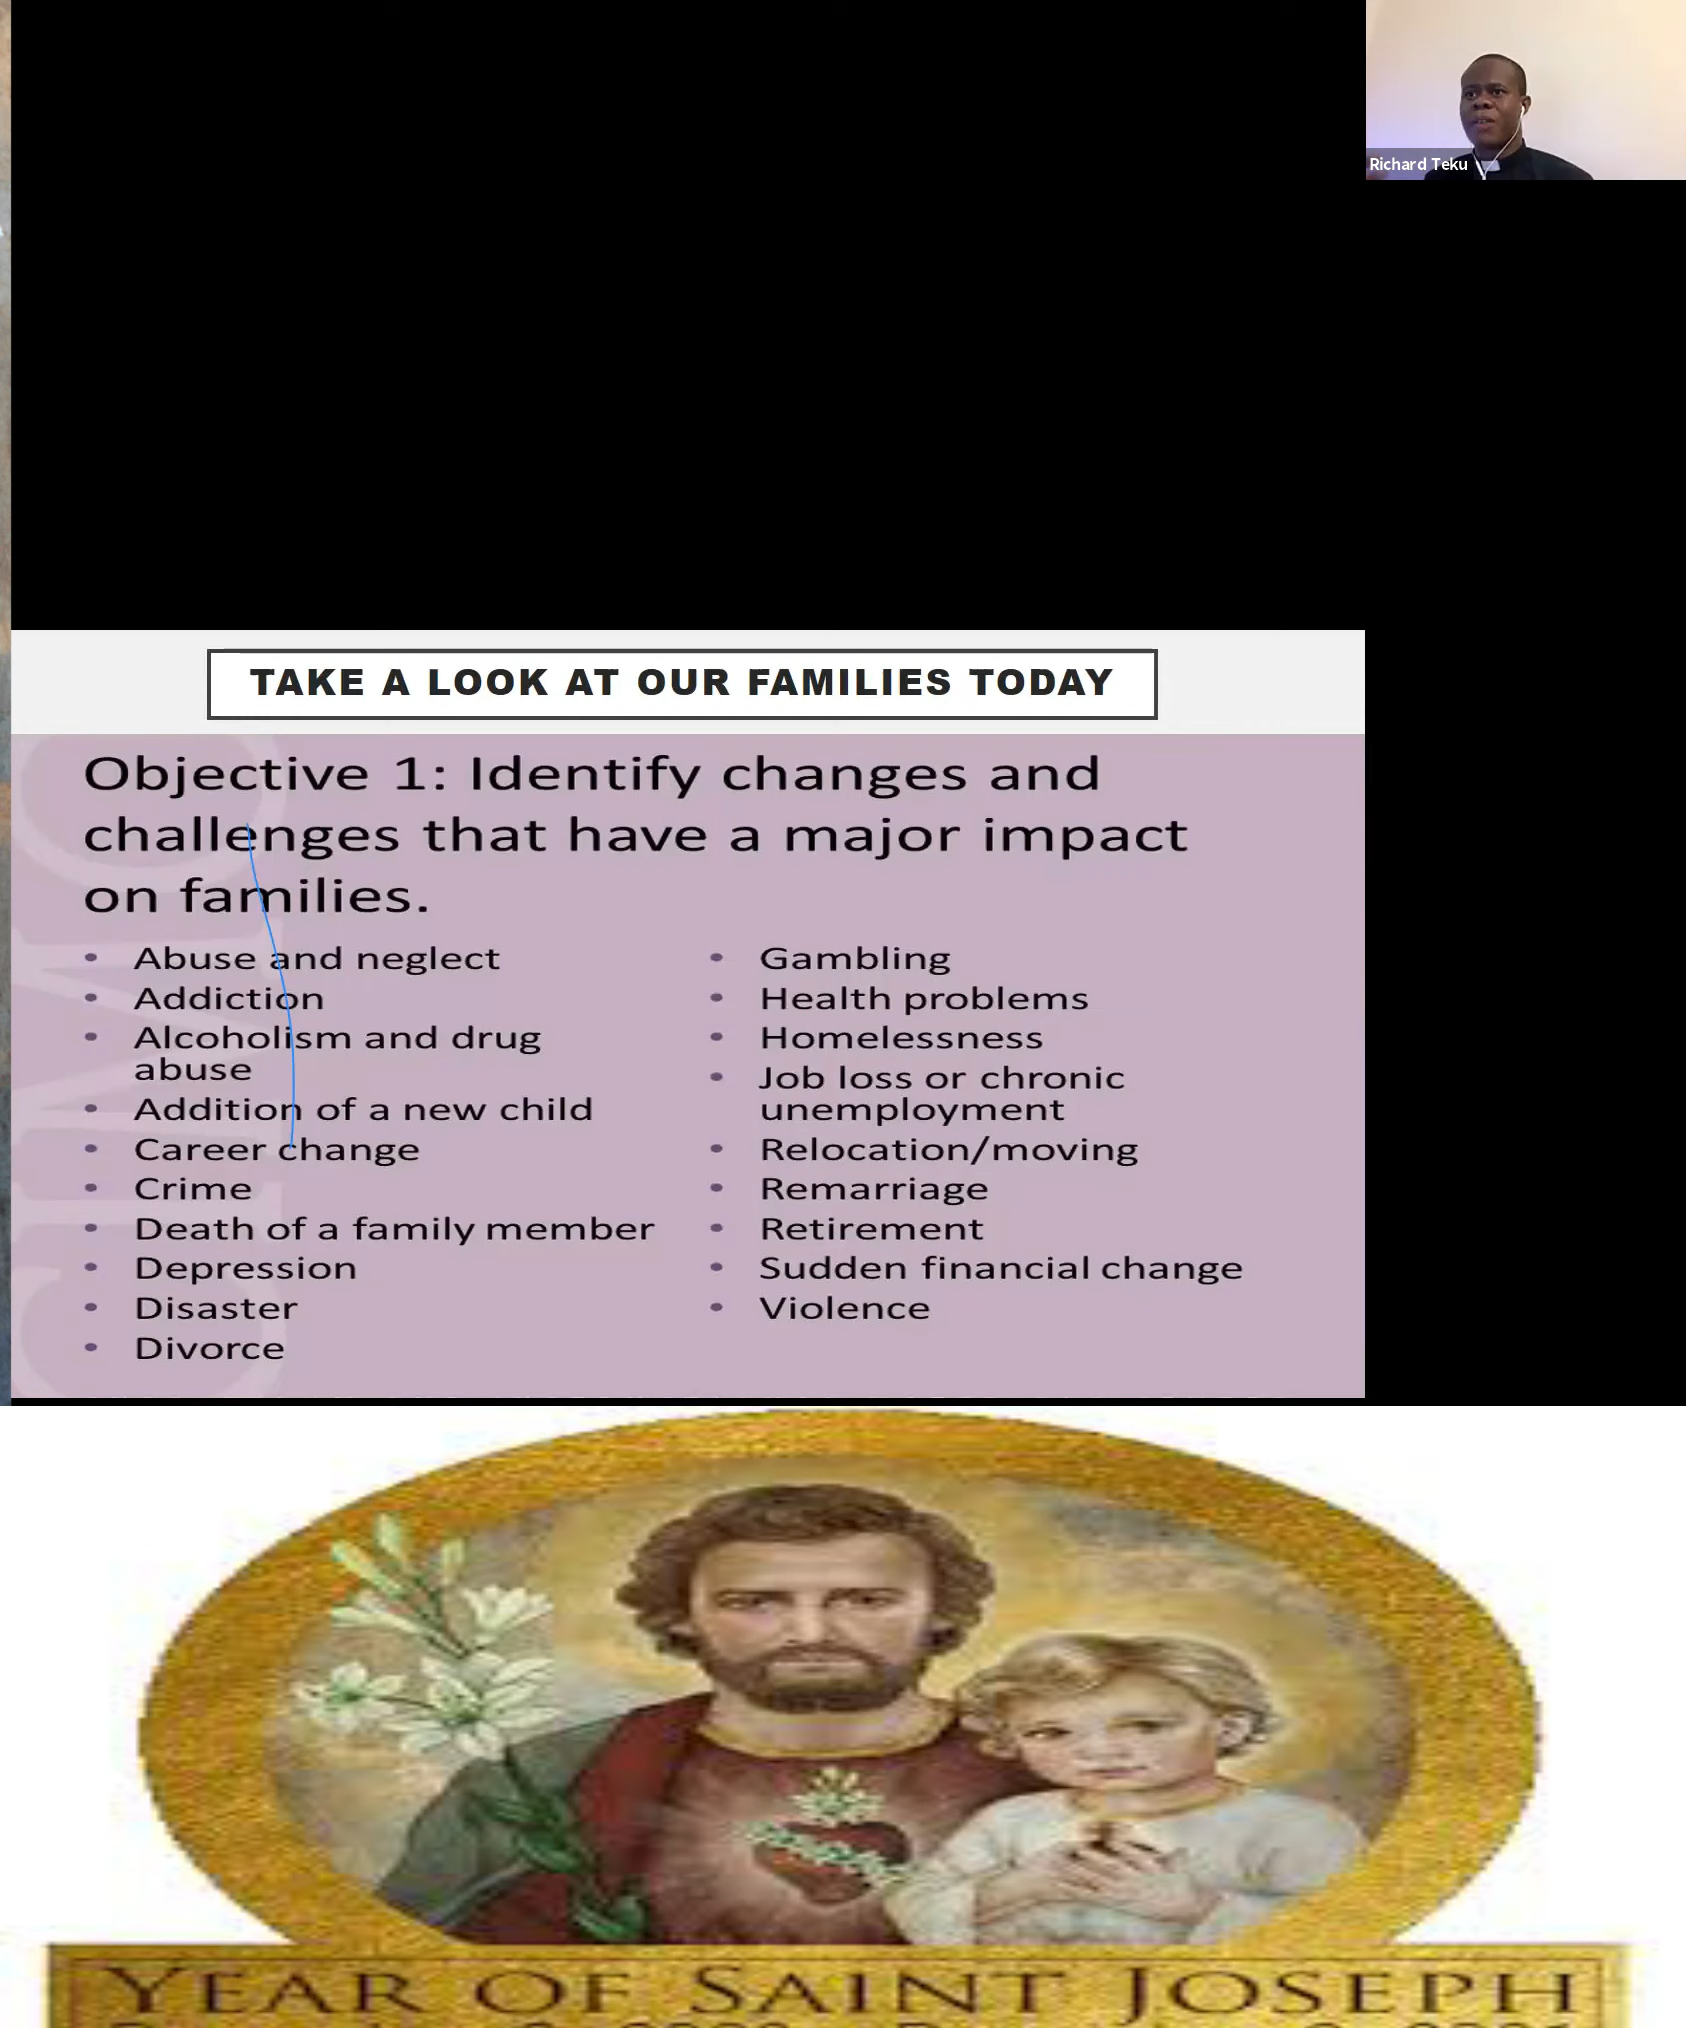 Richard Teku
TAKE A LOOK AT OUR FAMILIES TODAY
Objective 1: Identify changes and
challenges that have a major impact
on families.
• Abuse and neglect
• Addiction
• Alcoholism and drug
abuse
• Addition of a new child
• Career change
• Crime
• Death of a family member
• Depression
• Disaster
• Divorce
• Gambling
• Health problems
• Homelessness
• Job loss or chronic
unemployment
• Relocation/moving
• Remarriage
• Retirement
• Sudden financial change
• Violence
YEAR OF SAINT JOSEPH